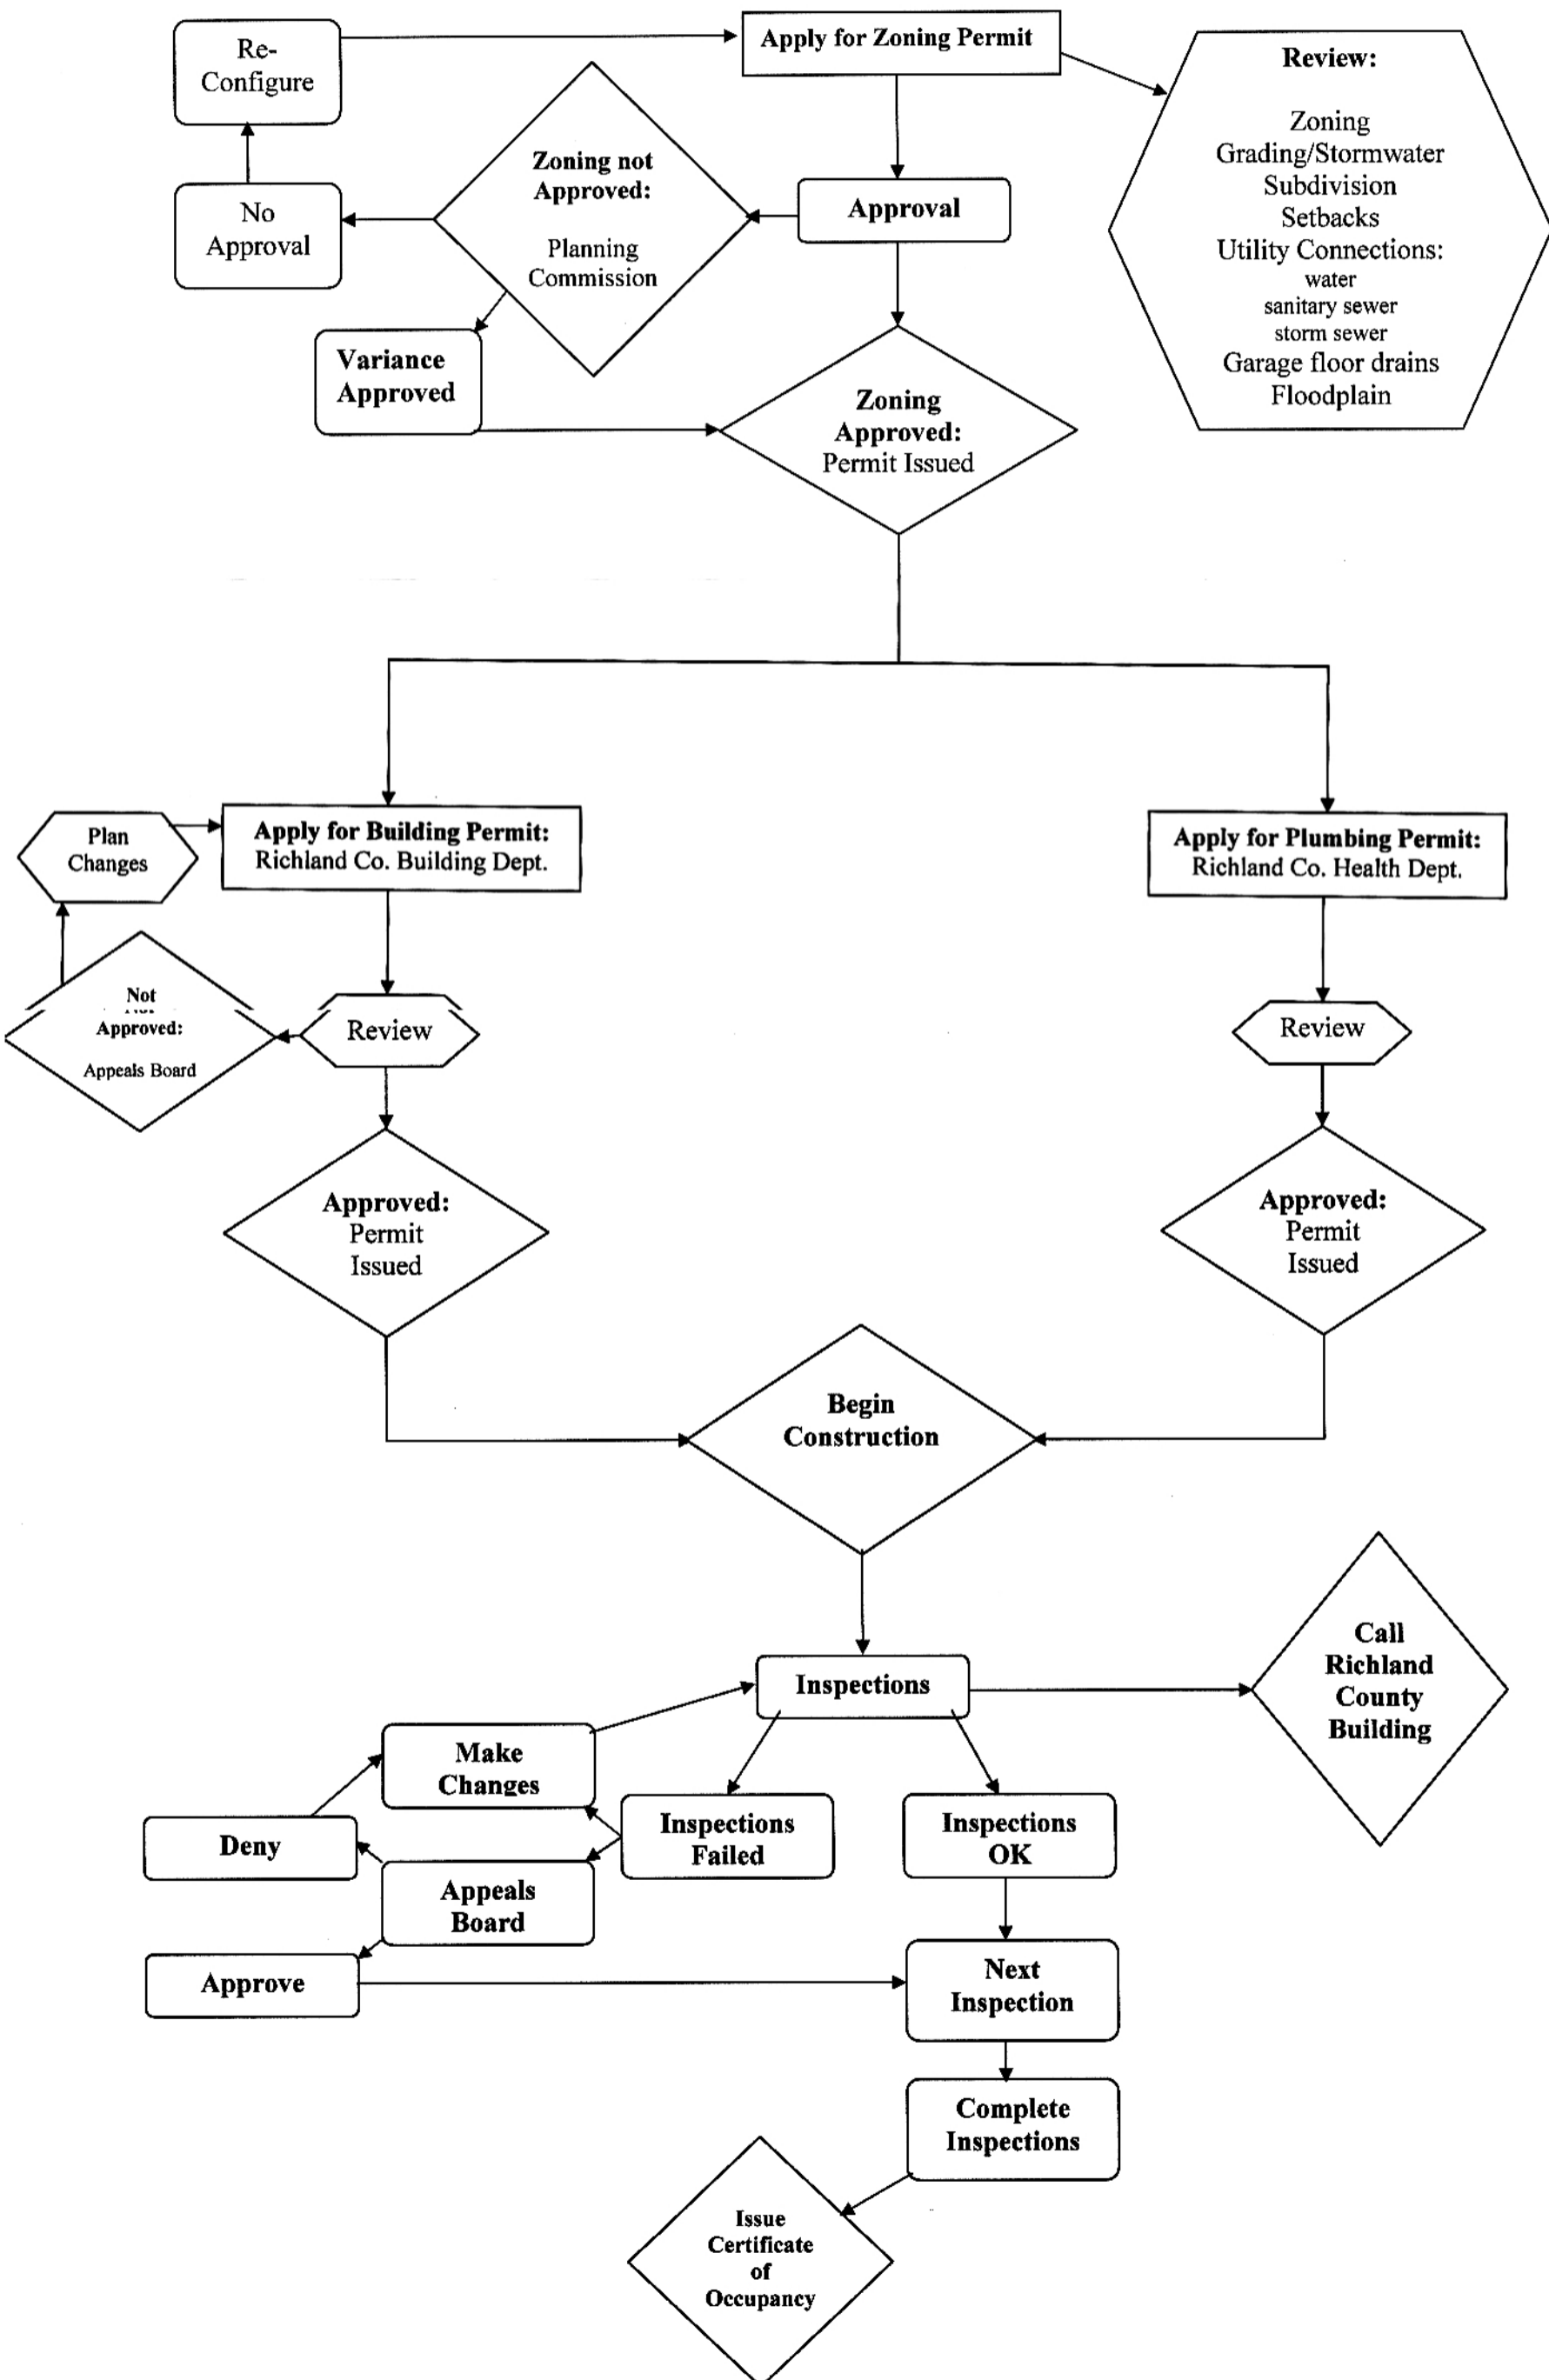 Re-
Configure
Apply for Zoning Permit
Review:
Zoning
Grading/Stormwater
Subdivision
Setbacks
Utility Connections:
water
sanitary sewer
storm sewer
Garage floor drains
Floodplain
Zoning not
Approved:
Planning
Commission
Approval
No
Approval
Variance
Approved
Zoning
Approved:
Permit Issued
Plan
Changes
Apply for Building Permit:
Richland Co. Building Dept.
Apply for Plumbing Permit:
Richland Co. Health Dept.
Not
Approved:
Appeals Board
Review
Review
Approved:
Permit
Issued
Approved:
Permit
Issued
Begin
Construction
Call
Richland
County
Building
Inspections
Make
Changes
Inspections
Failed
Inspections
OK
Deny
Appeals
Board
Approve
Next
Inspection
Complete
Inspections
Issue
Certificate
of
Occupancy